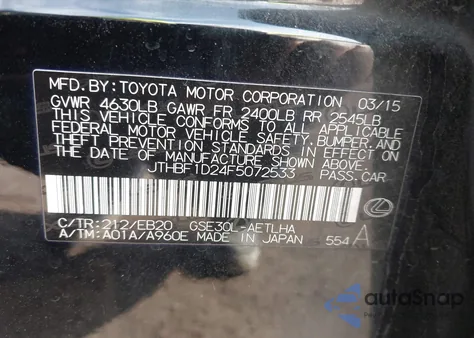 MFD. BY: TOYOTA MOTOR CORPORATION 03/15
GVWR 4630LB GAWR FR 2400LB RR 2545LB
THIS VEHICLE CONFORMS TO ALL APPLICABLE
FEDERAL MOTOR VEHICLE SAFETY, BUMPER, AND
THEFT PREVENTION STANDARDS IN EFFECT ON
THE DATE OF MANUFACTURE SHOWN ABOVE.
JTHBF1D24F5072533 PASS.CAR
C/TR:212/EB20 GSE30L-AETLHA
A/TM:A01A/A960E MADE IN JAPAN 554 A
autoSnap